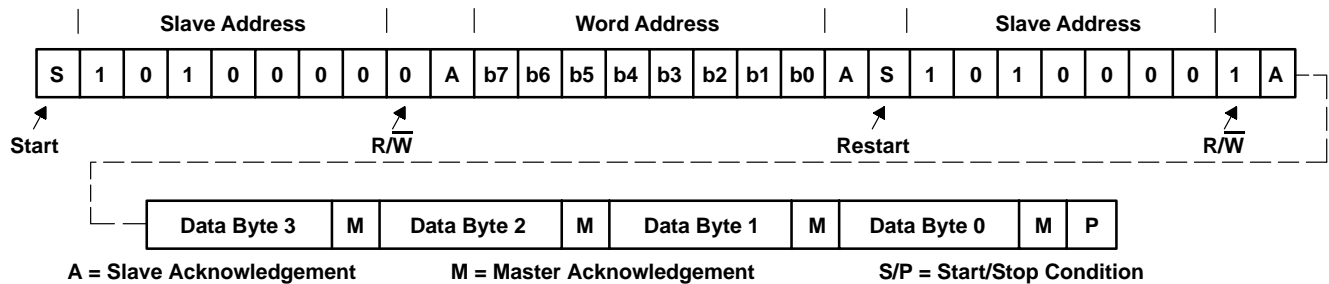 Slave Address Word Address Slave Address
S 1 0 1 0 0 0 0 0 A b7 b6 b5 b4 b3 b2 b1 b0 A S 1 0 1 0 0 0 0 1 A
Start R/W̅ Restart R/W̅
Data Byte 3 M Data Byte 2 M Data Byte 1 M Data Byte 0 M P
A = Slave Acknowledgement M = Master Acknowledgement S/P = Start/Stop Condition